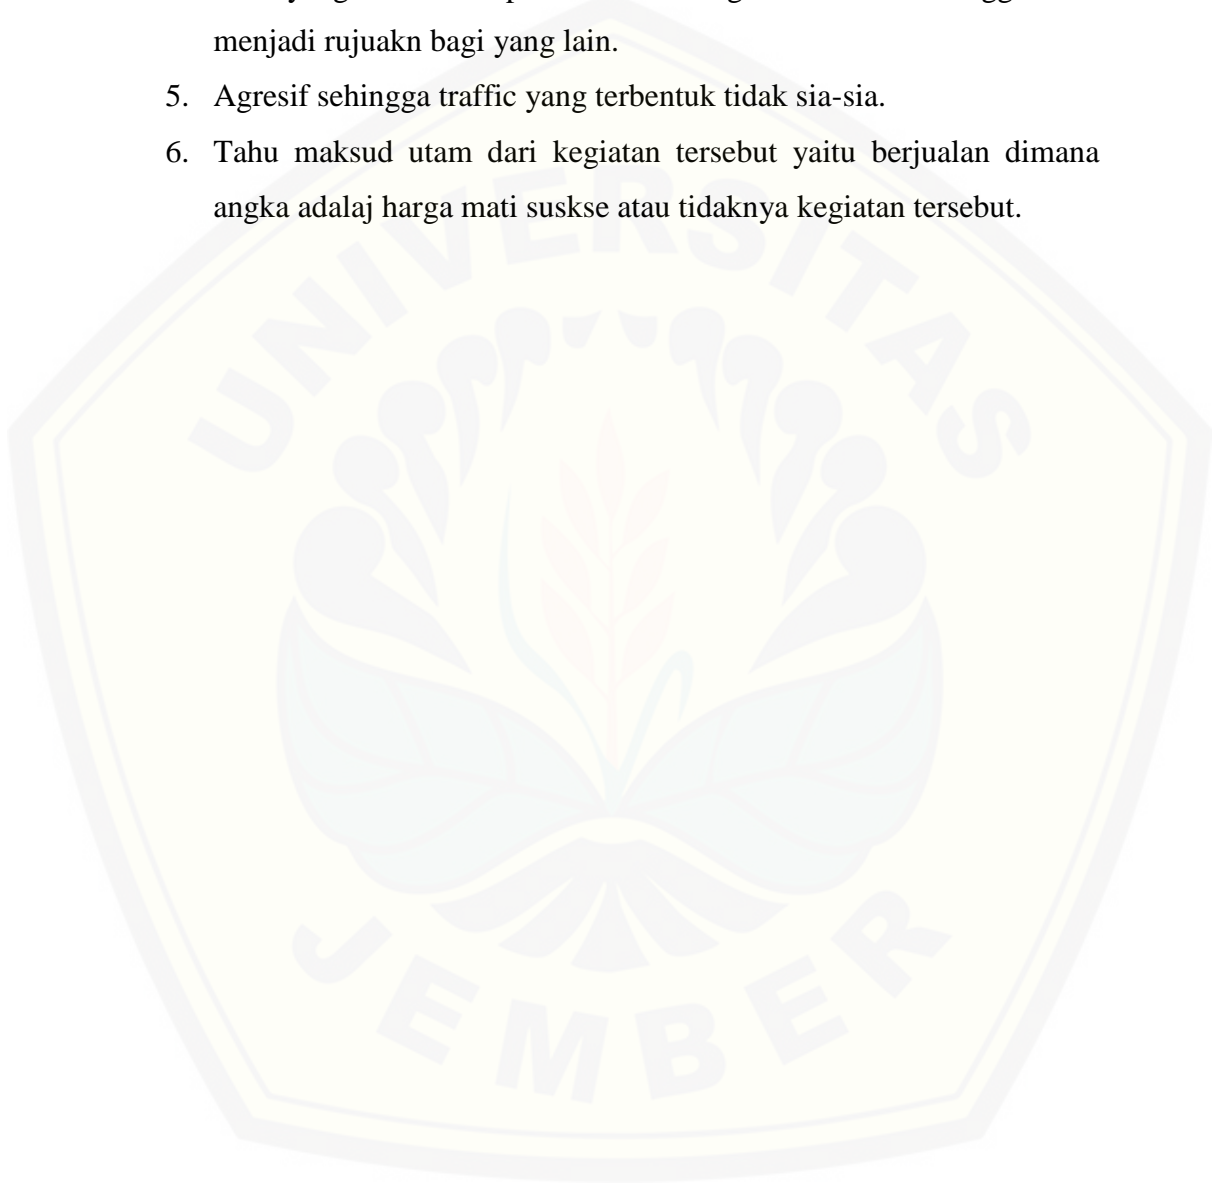 menjadi rujuakn bagi yang lain.
5. Agresif sehingga traffic yang terbentuk tidak sia-sia.
6. Tahu maksud utam dari kegiatan tersebut yaitu berjualan dimana
angka adalaj harga mati suskse atau tidaknya kegiatan tersebut.
UNIVERSITAS
JEMBER